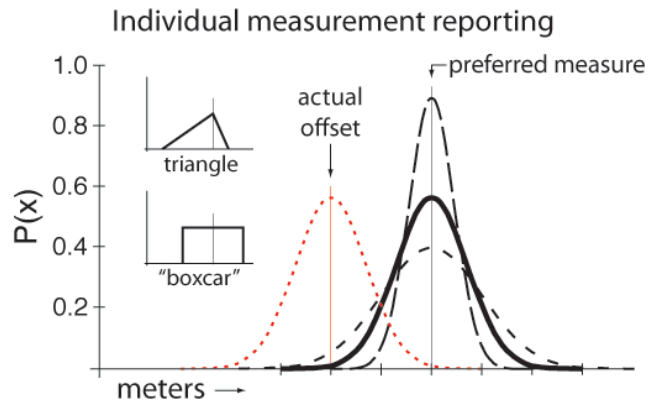 Individual measurement reporting
preferred measure
actual
offset
1.0
0.8
0.6
0.4
0.2
P(x)
triangle
"boxcar"
meters →